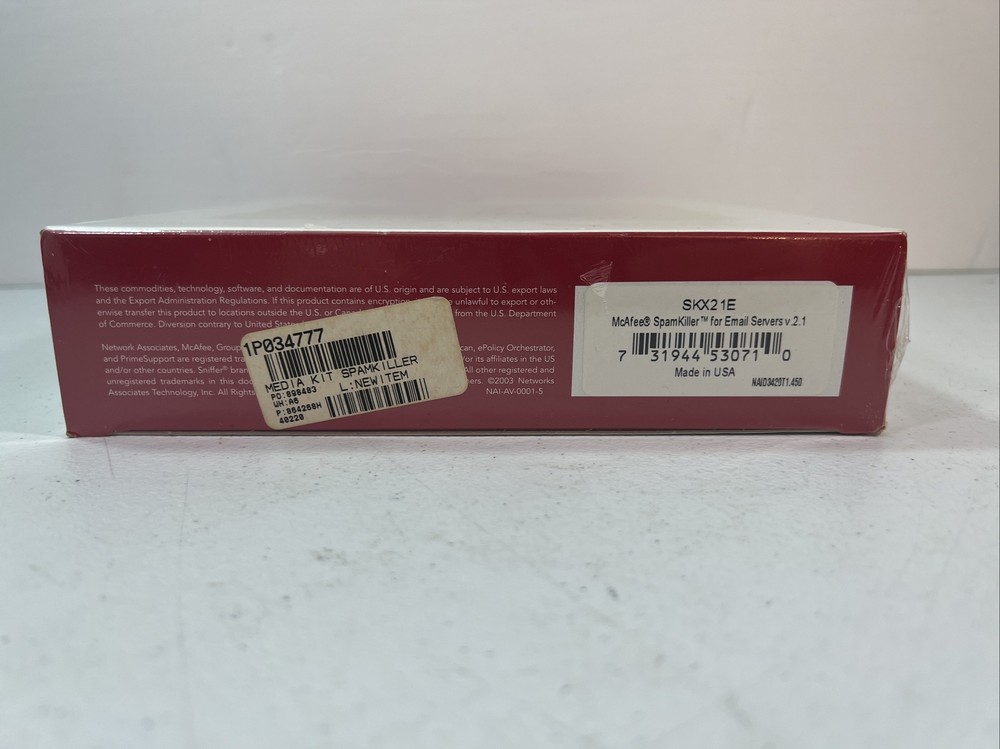 These commodities, technology, software, and documentation are of U.S. origin and are subject to U.S. export laws
and the Export Administration Regulations. If this product contains encryption unlawful to export or oth-
erwise transfer this product to locations outside the U.S. or from the U.S. Department
of Commerce. Diversion contrary to United
Network Associates, McAfee, Group ePolicy Orchestrator,
and PrimeSupport are registered or its affiliates in the US
and/or other countries. Sniffer® All other registered and
unregistered trademarks in this ©2003 Networks
Associates Technology, Inc. All NAI-AV-0001-5
1P034777
MEDIA KIT SPAMKILLER
PO:898483 L:NEWITEM
WH:A6
P:864268H
40226
SKX21E
McAfee® SpamKiller™ for Email Servers v.2.1
7 31944 53071 0
Made in USA
NAID3420T1.450